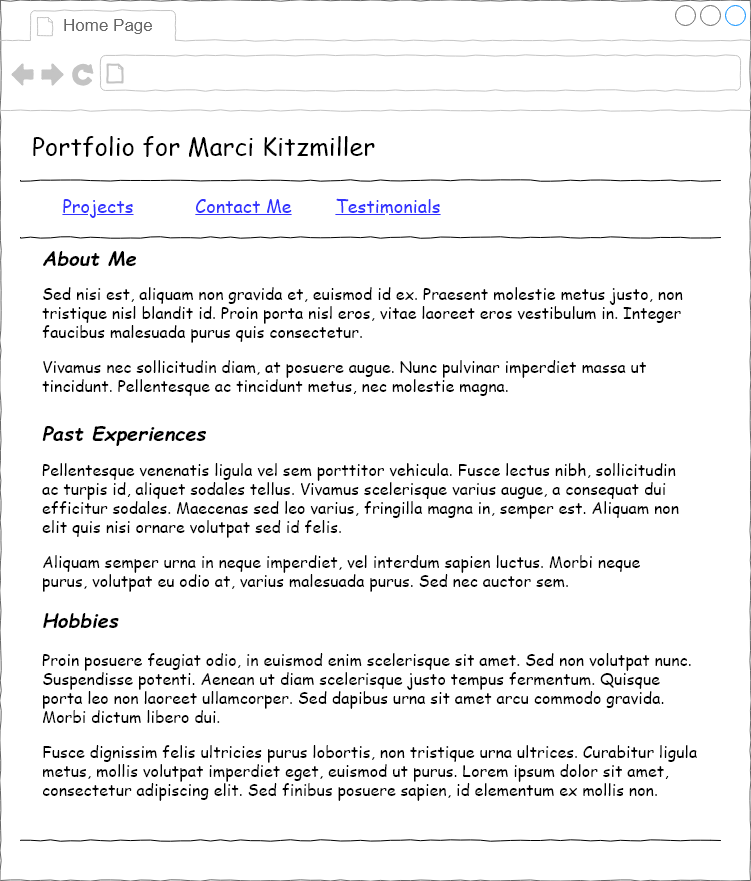 Home Page
Portfolio for Marci Kitzmiller
Projects Contact Me Testimonials
About Me
Sed nisi est, aliquam non gravida et, euismod id ex. Praesent molestie metus justo, non
tristique nisl blandit id. Proin porta nisl eros, vitae laoreet eros vestibulum in. Integer
faucibus malesuada purus quis consectetur.
Vivamus nec sollicitudin diam, at posuere augue. Nunc pulvinar imperdiet massa ut
tincidunt. Pellentesque ac tincidunt metus, nec molestie magna.
Past Experiences
Pellentesque venenatis ligula vel sem porttitor vehicula. Fusce lectus nibh, sollicitudin
ac turpis id, aliquet sodales tellus. Vivamus scelerisque varius augue, a consequat dui
efficitur sodales. Maecenas sed leo varius, fringilla magna in, semper est. Aliquam non
elit quis nisi ornare volutpat sed id felis.
Aliquam semper urna in neque imperdiet, vel interdum sapien luctus. Morbi neque
purus, volutpat eu odio at, varius malesuada purus. Sed nec auctor sem.
Hobbies
Proin posuere feugiat odio, in euismod enim scelerisque sit amet. Sed non volutpat nunc.
Suspendisse potenti. Aenean ut diam scelerisque justo tempus fermentum. Quisque
porta leo non laoreet ullamcorper. Sed dapibus urna sit amet arcu commodo gravida.
Morbi dictum libero dui.
Fusce dignissim felis ultricies purus lobortis, non tristique urna ultrices. Curabitur ligula
metus, mollis volutpat imperdiet eget, euismod ut purus. Lorem ipsum dolor sit amet,
consectetur adipiscing elit. Sed finibus posuere sapien, id elementum ex mollis non.